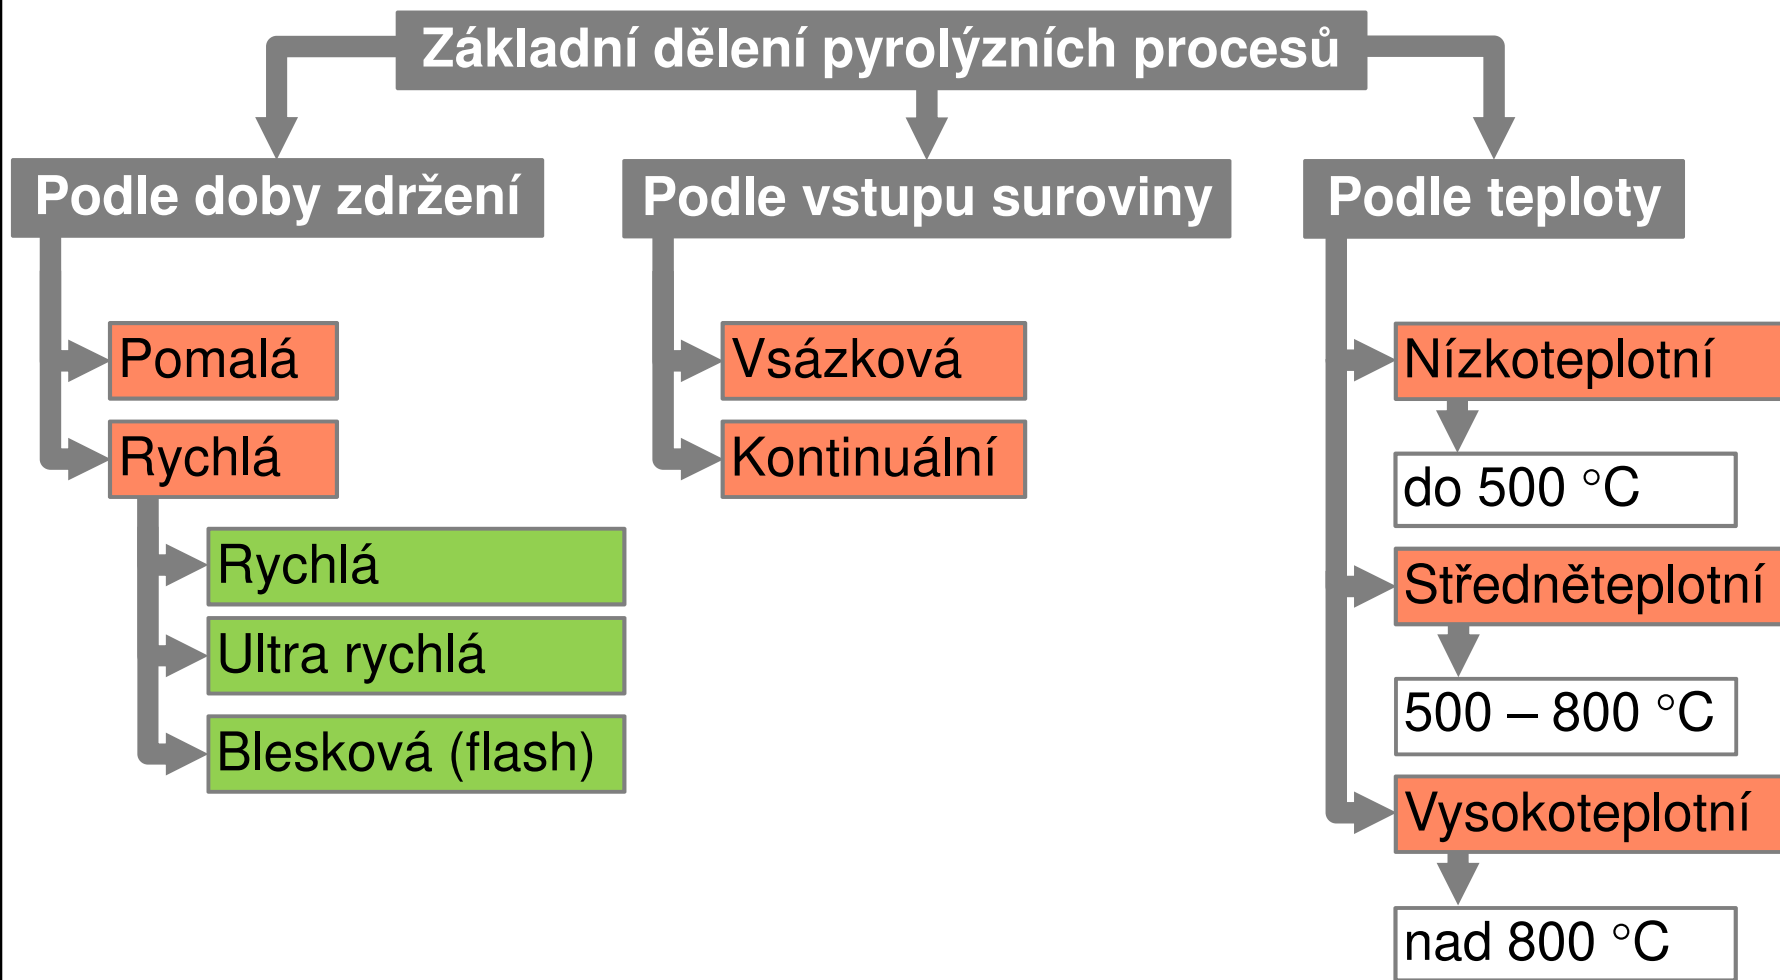 Základní dělení pyrolýzních procesů
Podle doby zdržení
Pomalá
Rychlá
Rychlá
Ultra rychlá
Blesková (flash)
Podle vstupu suroviny
Vsázková
Kontinuální
Podle teploty
Nízkoteplotní
do 500 °C
Středněteplotní
500 – 800 °C
Vysokoteplotní
nad 800 °C